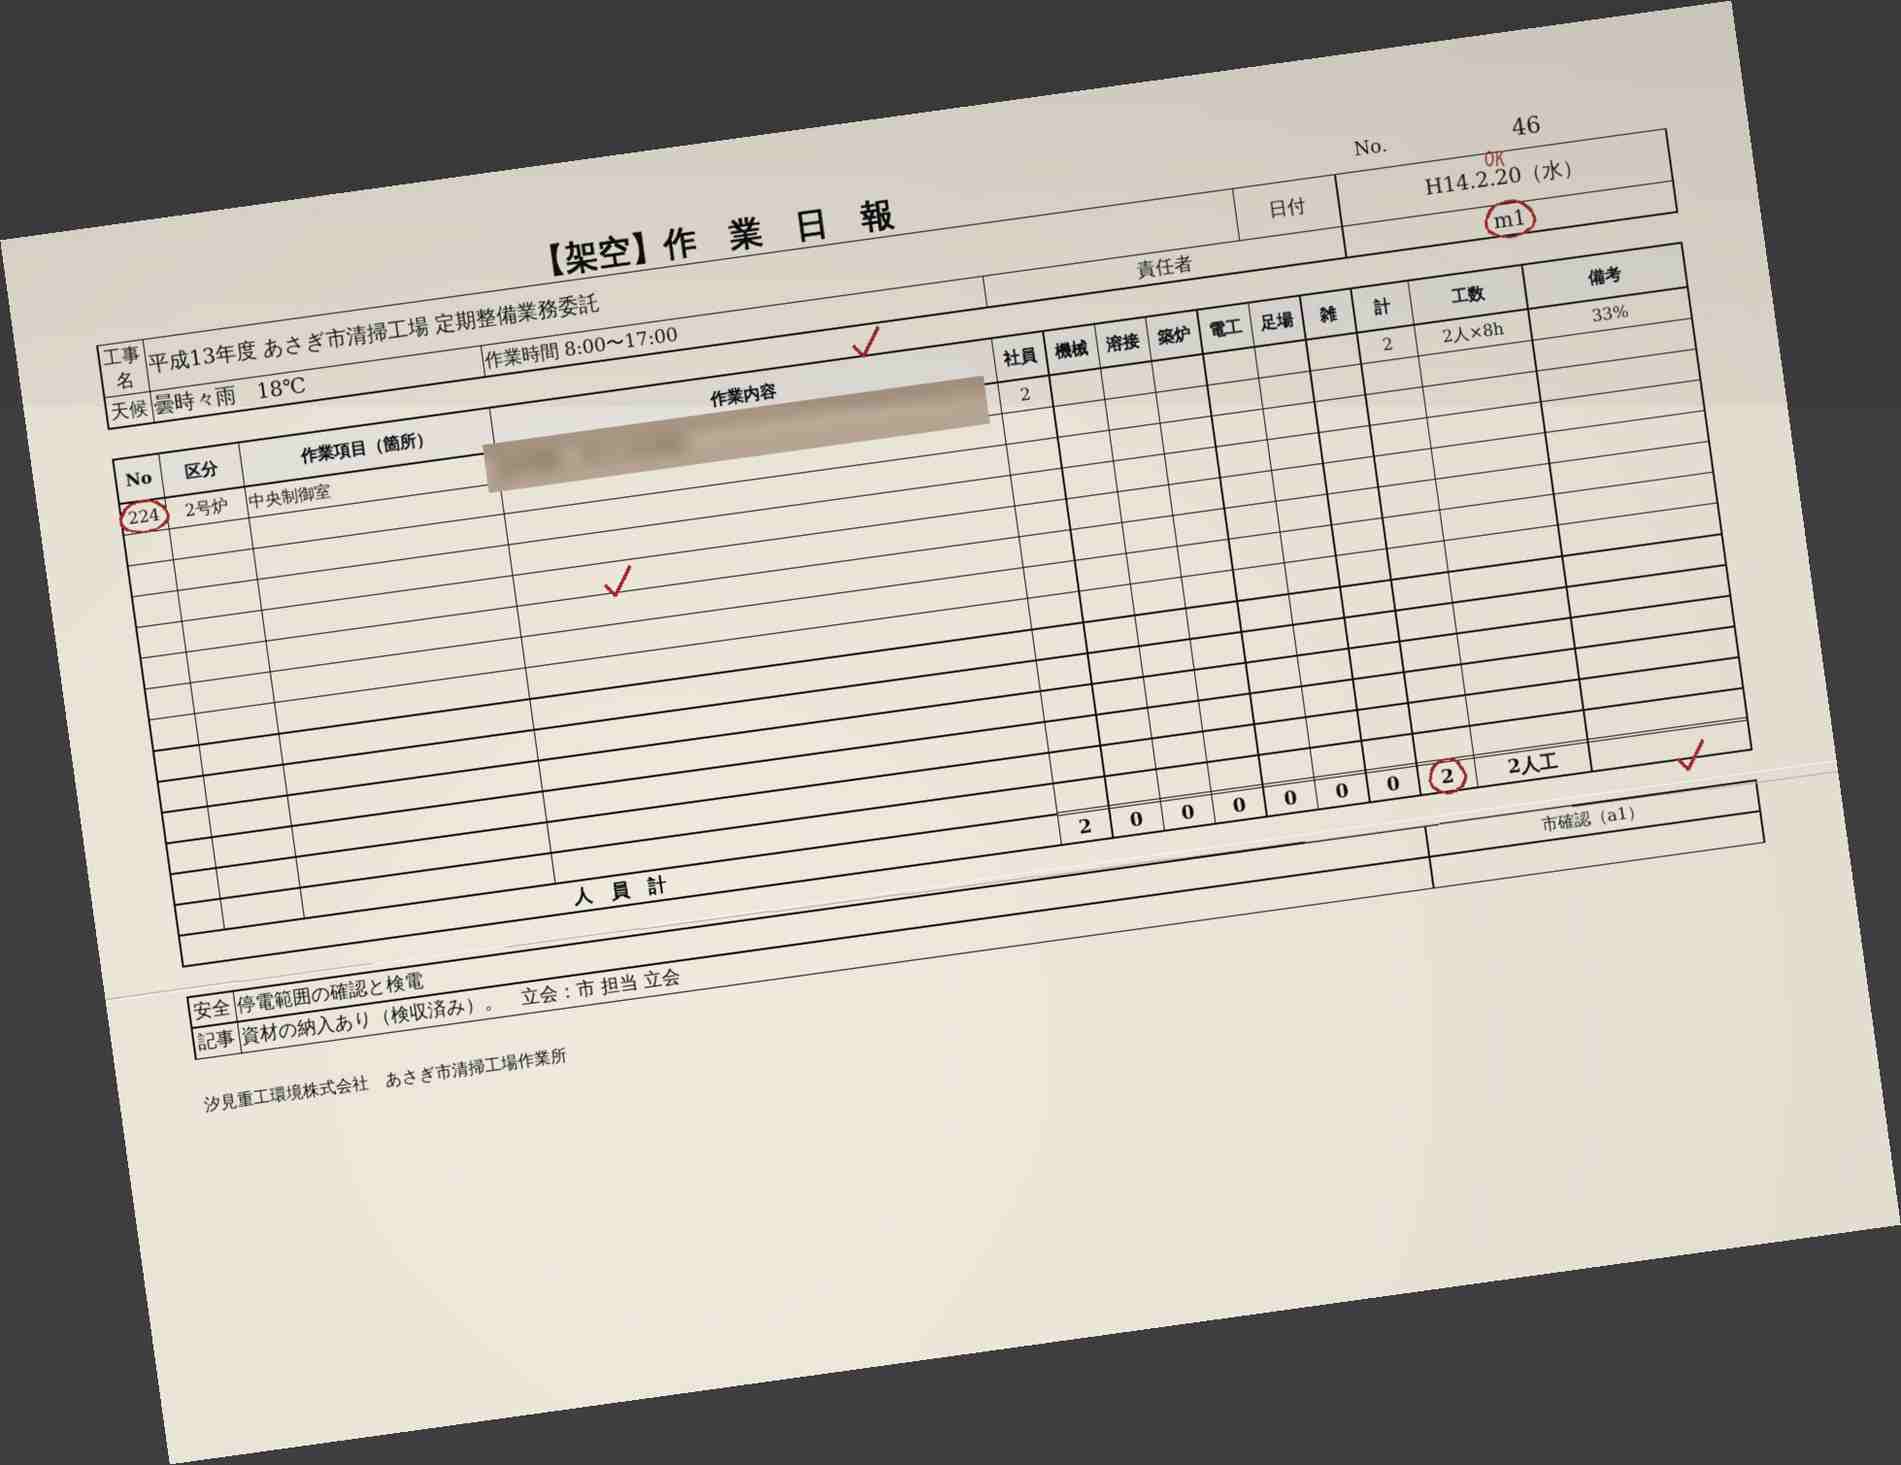 No. 46
【架空】作 業 日 報
OK
工事名 平成13年度 あさぎ市清掃工場 定期整備業務委託 日付 H14.2.20（水）
天候 曇時々雨 18℃ 作業時間 8:00〜17:00 責任者 m1
No 区分 作業項目（箇所） 作業内容 社員 機械 溶接 築炉 電工 足場 雑 計 工数 備考
224 2号炉 中央制御室 2 2 2人×8h 33%
人 員 計 2 0 0 0 0 0 0 2 2人工
安全 停電範囲の確認と検電 市確認（a1）
記事 資材の納入あり（検収済み）。 立会：市 担当 立会
汐見重工環境株式会社 あさぎ市清掃工場作業所